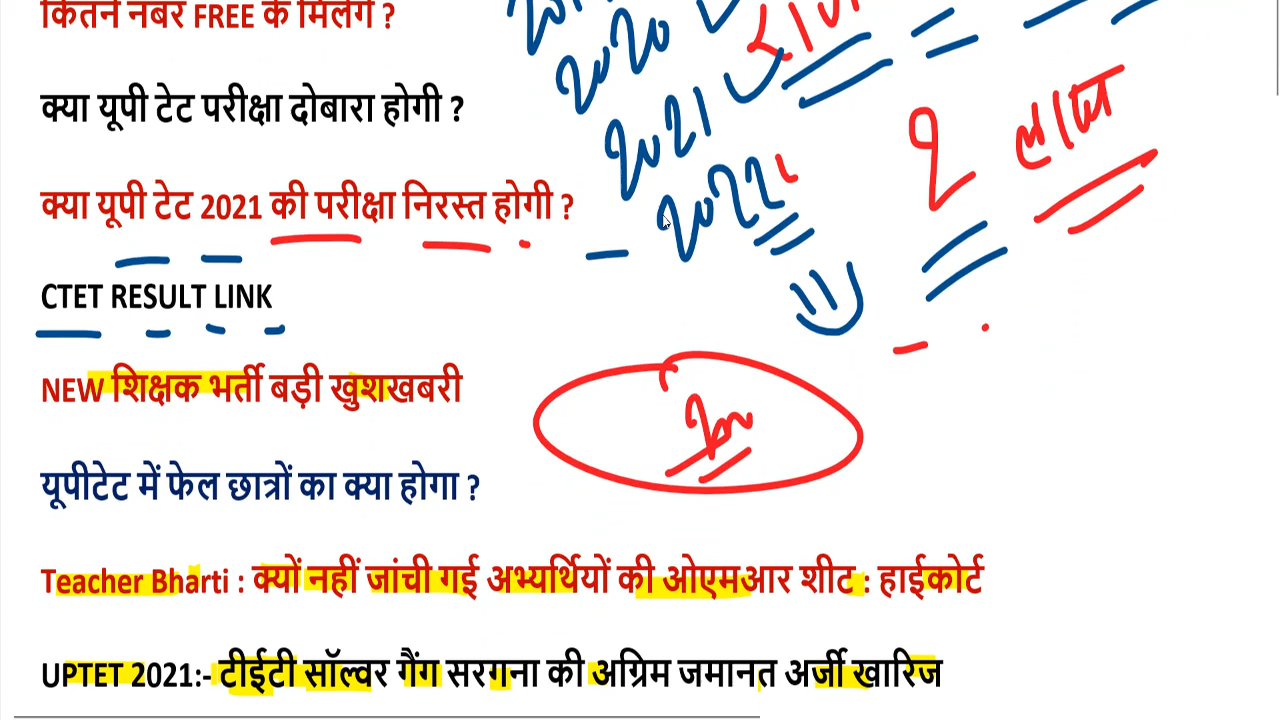 कितने नंबर FREE के मिलेंगे ?
2020
क्या यूपी टेट परीक्षा दोबारा होगी ?
2021
2 लाख
क्या यूपी टेट 2021 की परीक्षा निरस्त होगी ?
2022
CTET RESULT LINK
NEW शिक्षक भर्ती बड़ी खुशखबरी
यूपीटेट में फेल छात्रों का क्या होगा ?
Teacher Bharti : क्यों नहीं जांची गई अभ्यर्थियों की ओएमआर शीट : हाईकोर्ट
UPTET 2021:- टीईटी सॉल्वर गैंग सरगना की अग्रिम जमानत अर्जी खारिज